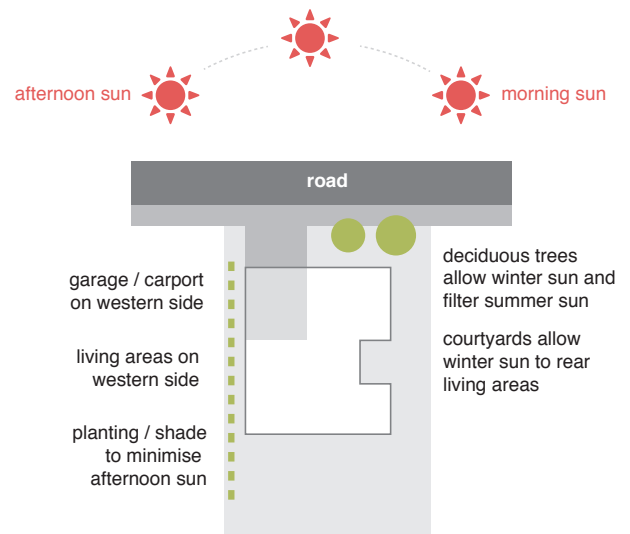 afternoon sun
morning sun
road
garage / carport
on western side
living areas on
western side
planting / shade
to minimise
afternoon sun
deciduous trees
allow winter sun and
filter summer sun
courtyards allow
winter sun to rear
living areas